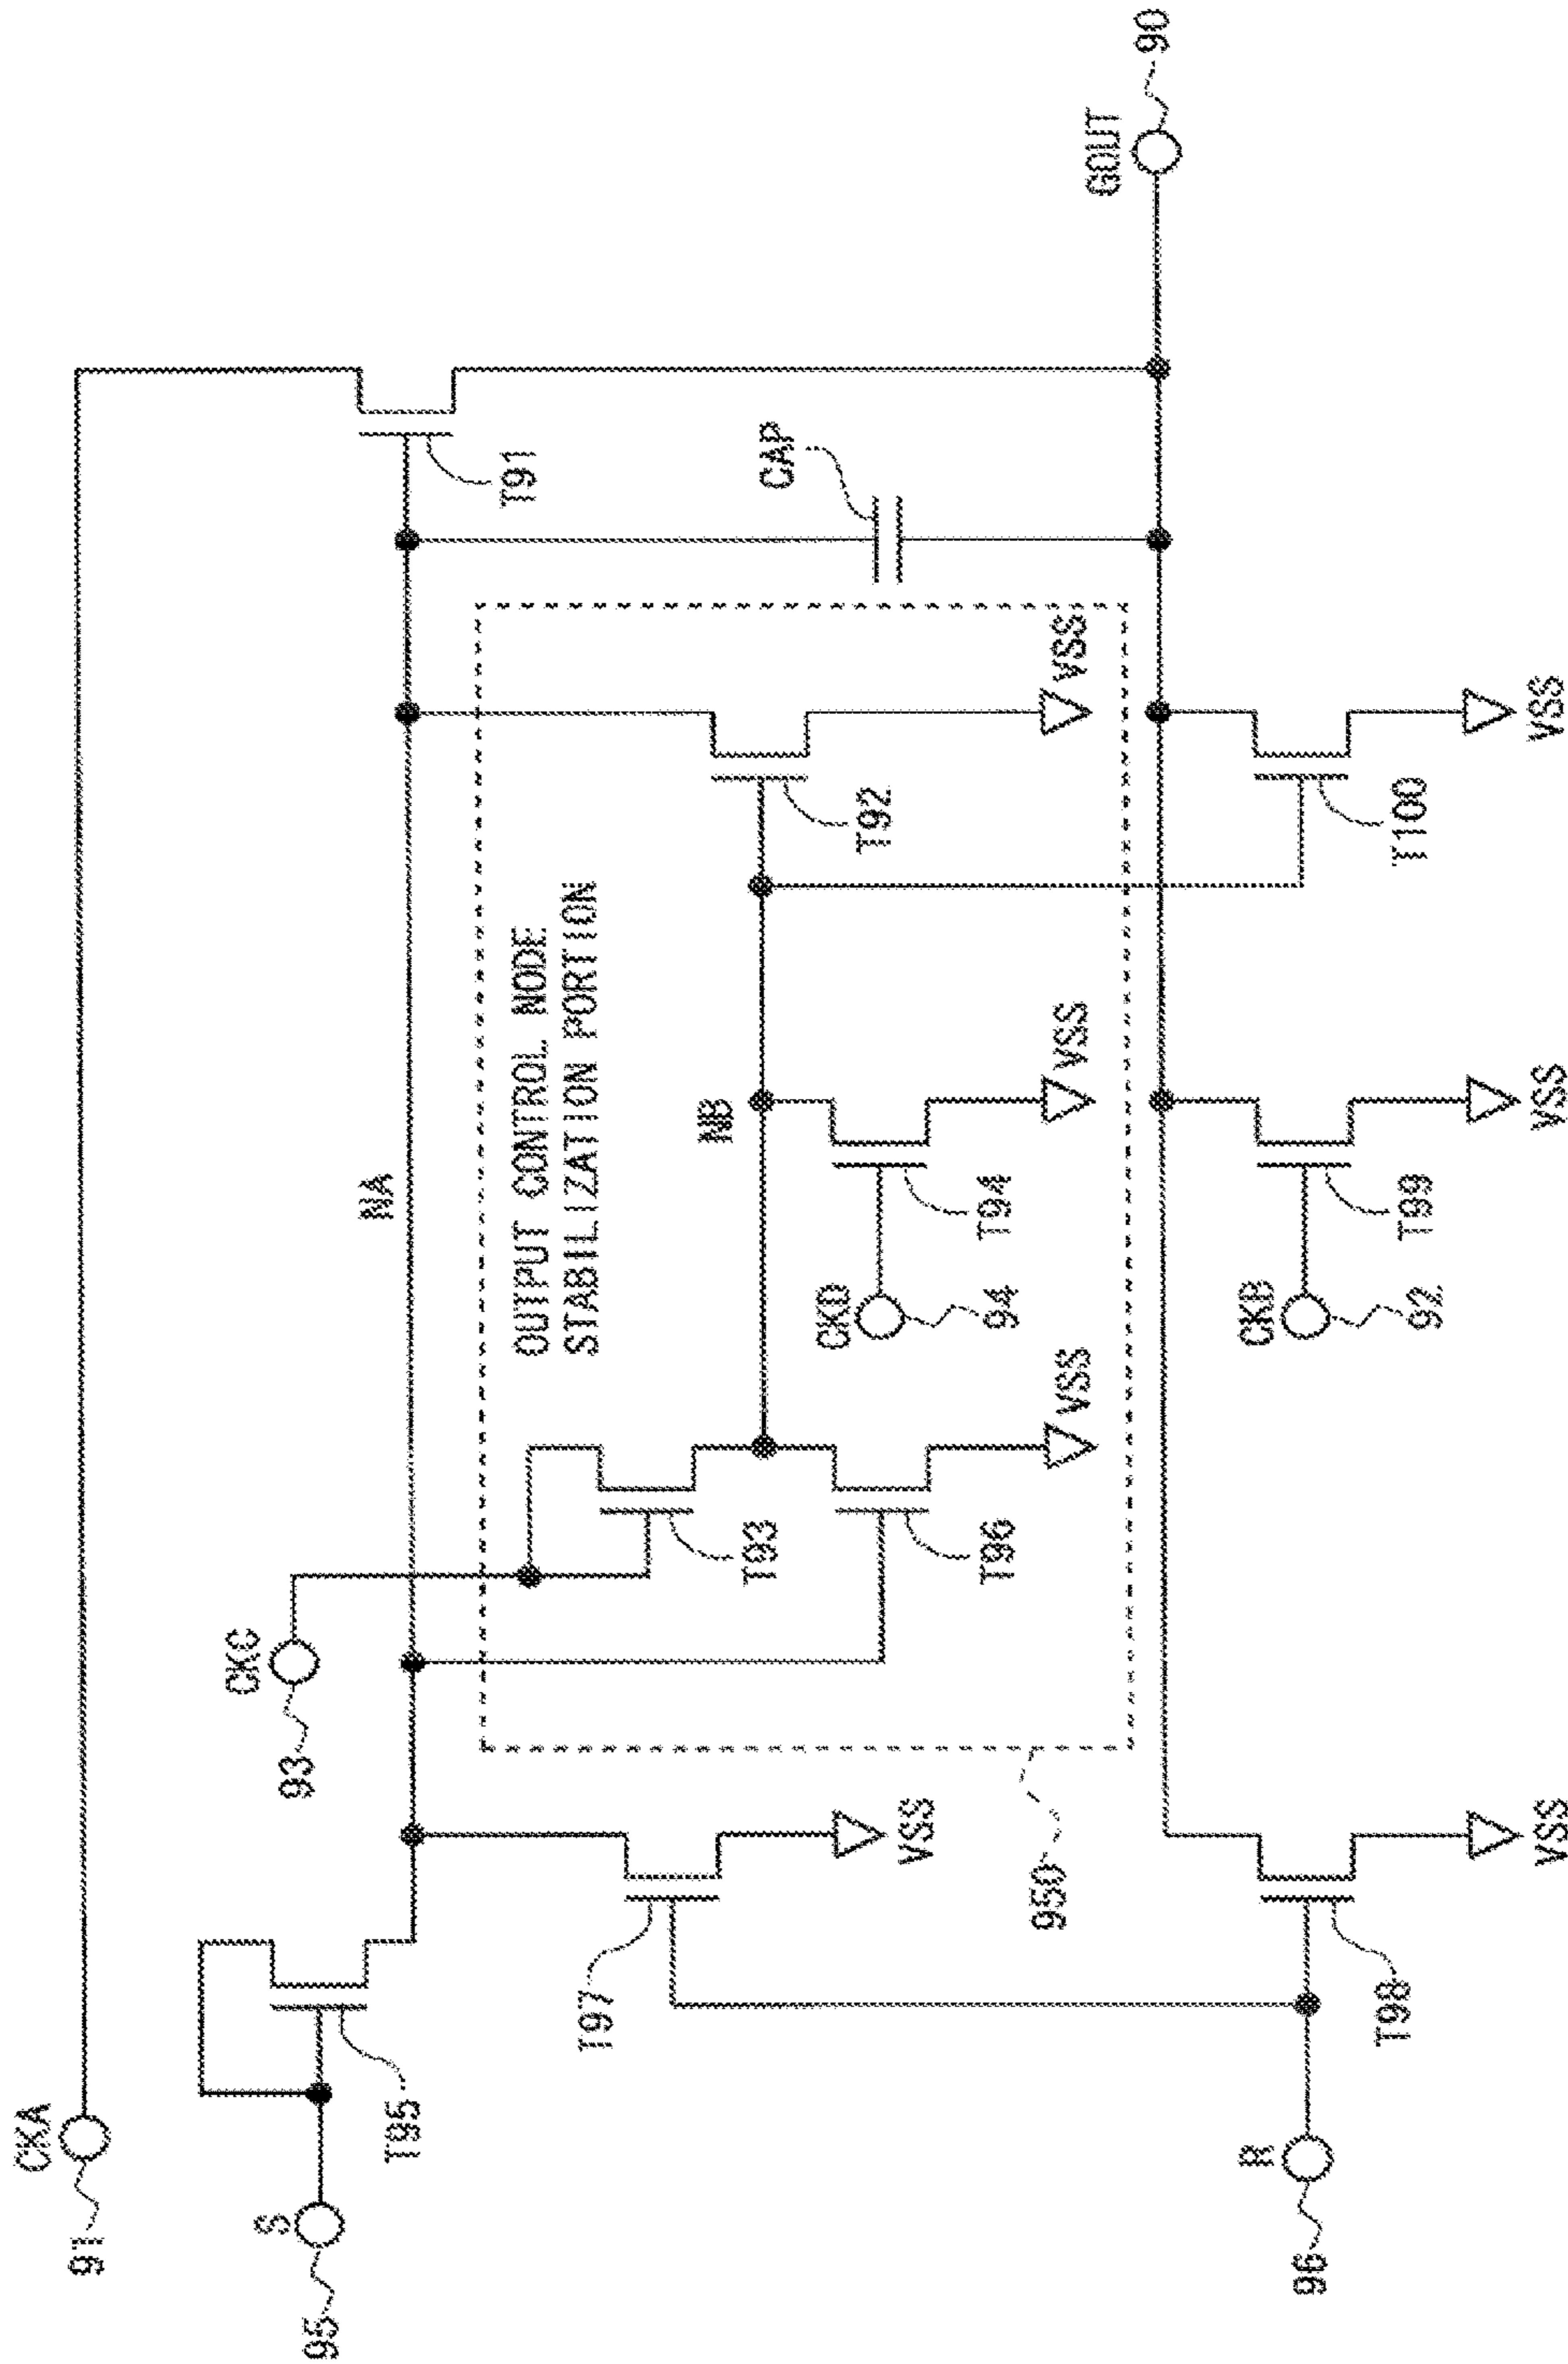 CKA
91
S
95
T95
CKC
93
NA
T91
GOUT
90
CAP
OUTPUT CONTROL NODE
STABILIZATION PORTION
NB
T93
T96
VSS
CKD
94
T94
VSS
T92
VSS
T97
VSS
950
R
96
T98
VSS
CKB
92
T99
VSS
T100
VSS